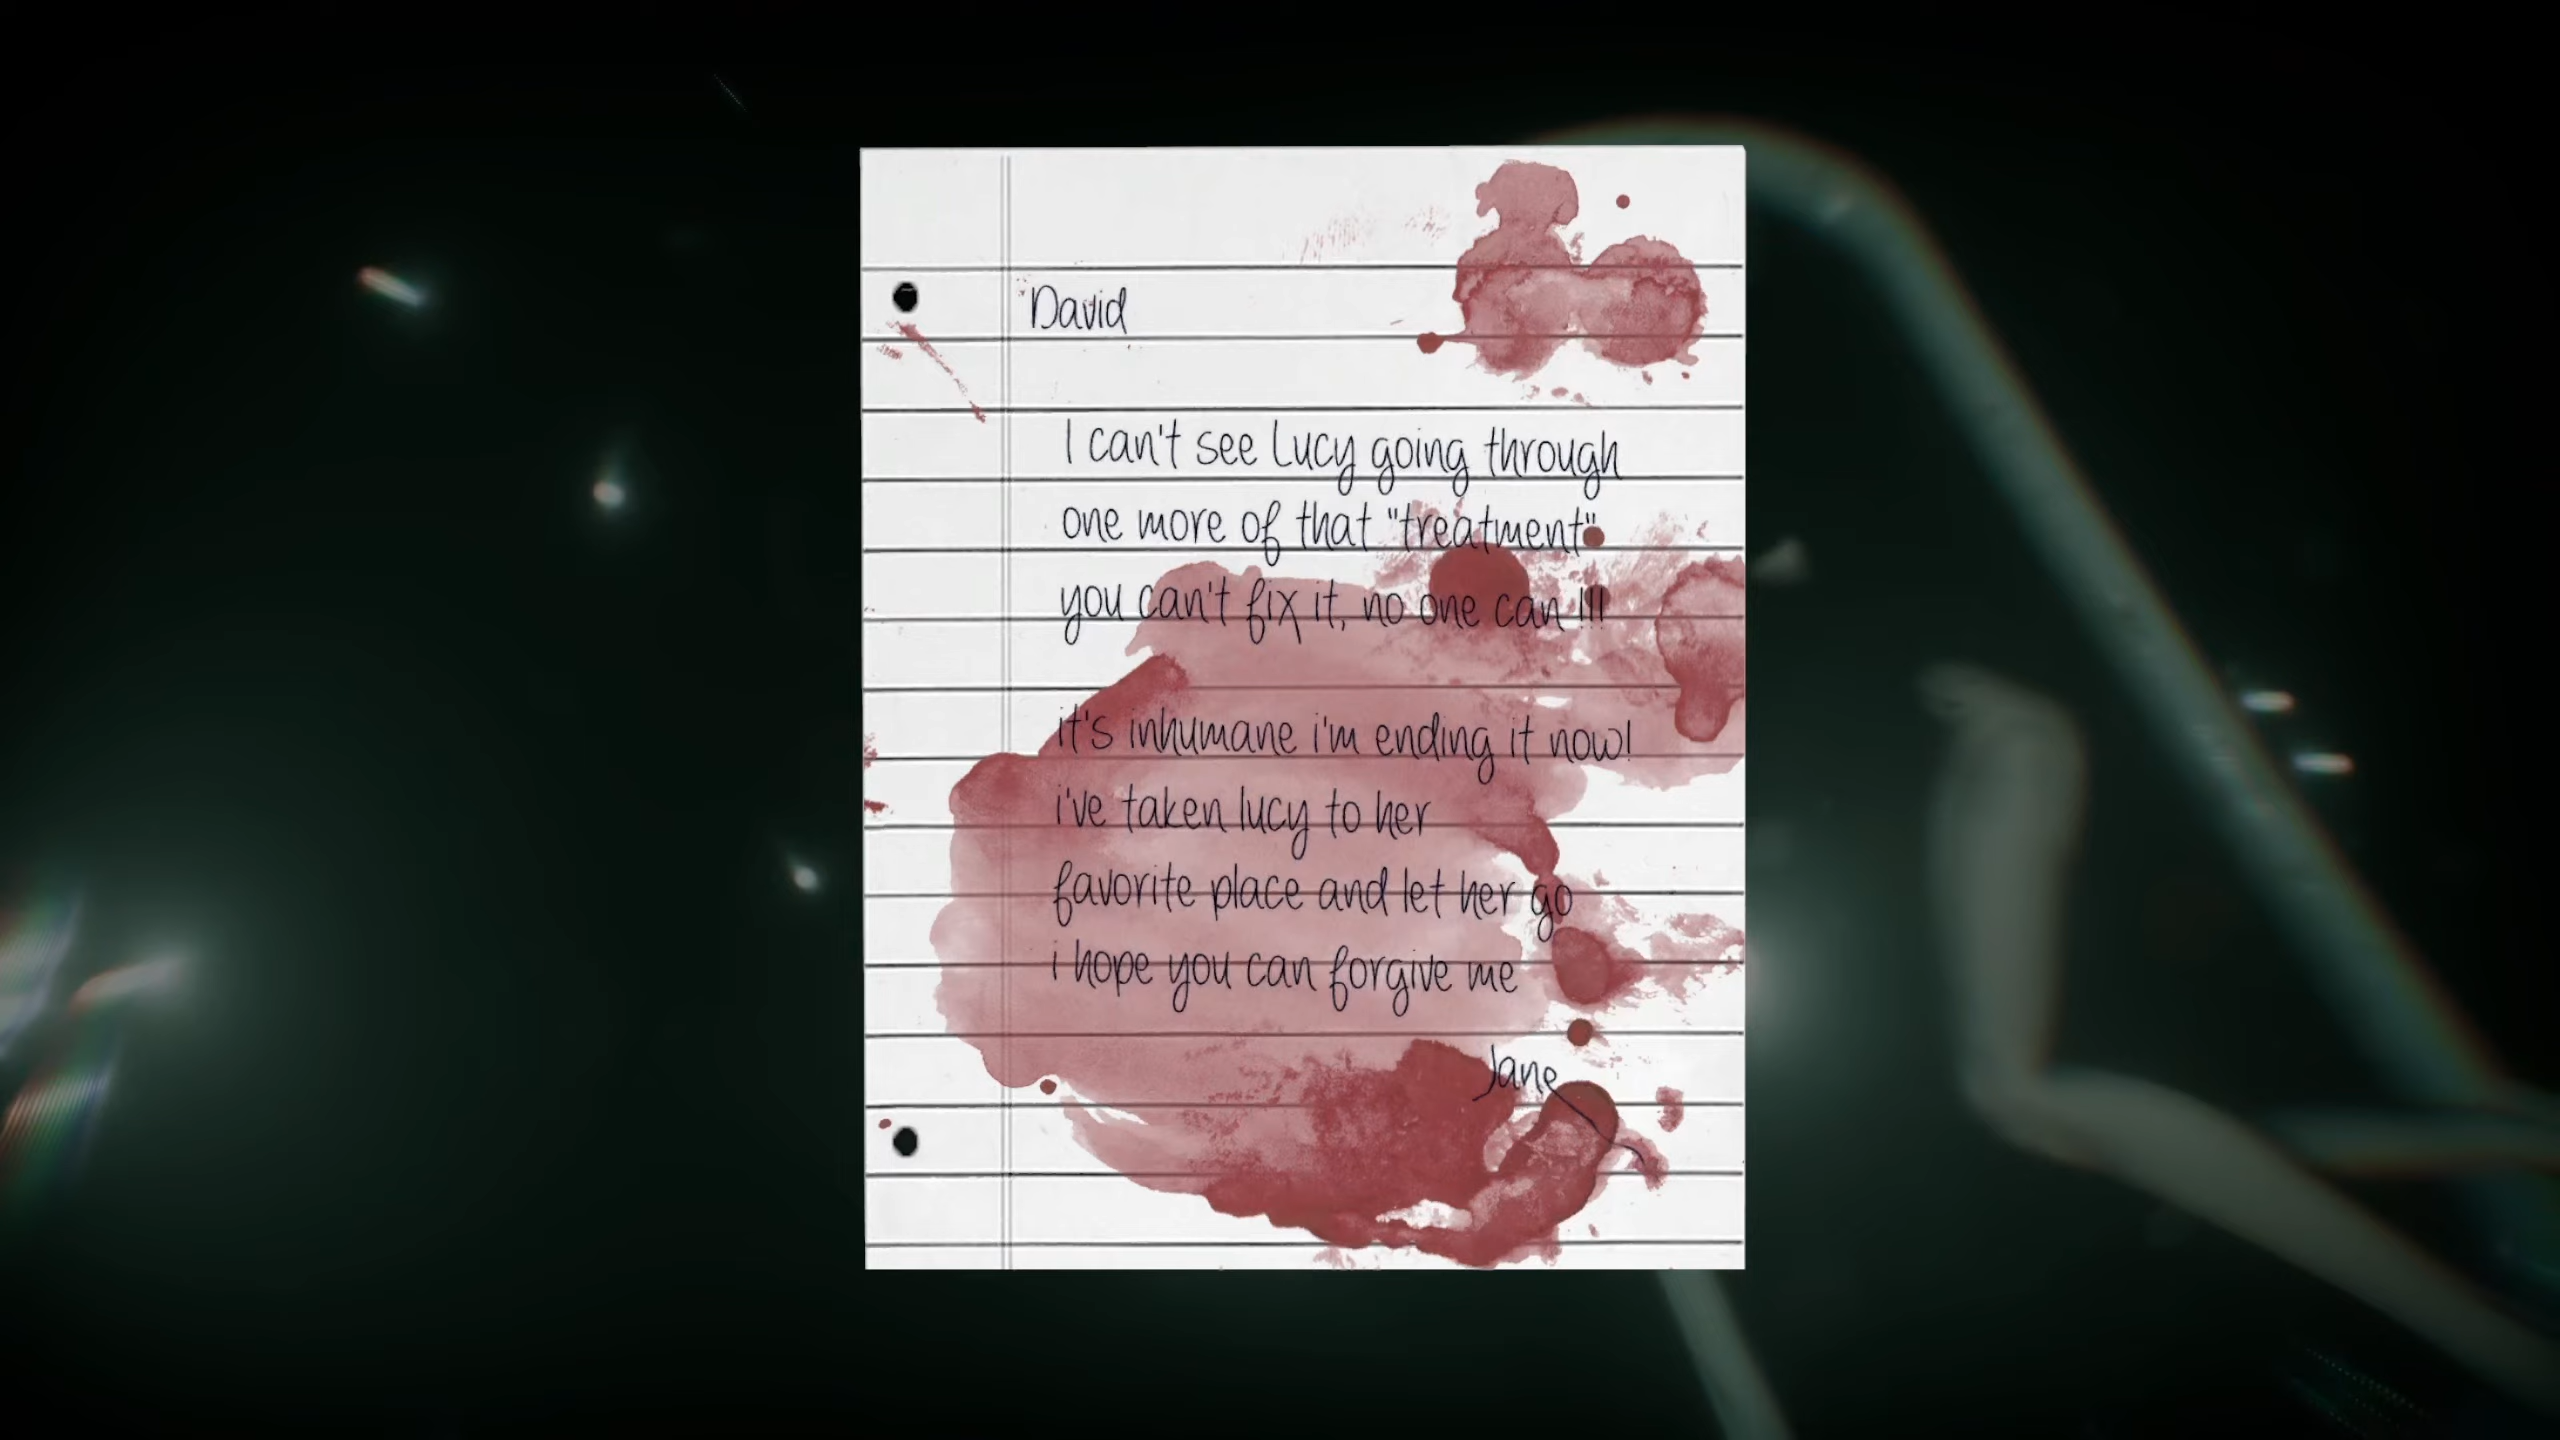 David
I can't see Lucy going through
one more of that "treatment"
you can't fix it, no one can !!!
it's inhumane i'm ending it now!
i've taken lucy to her
favorite place and let her go
i hope you can forgive me
Jane